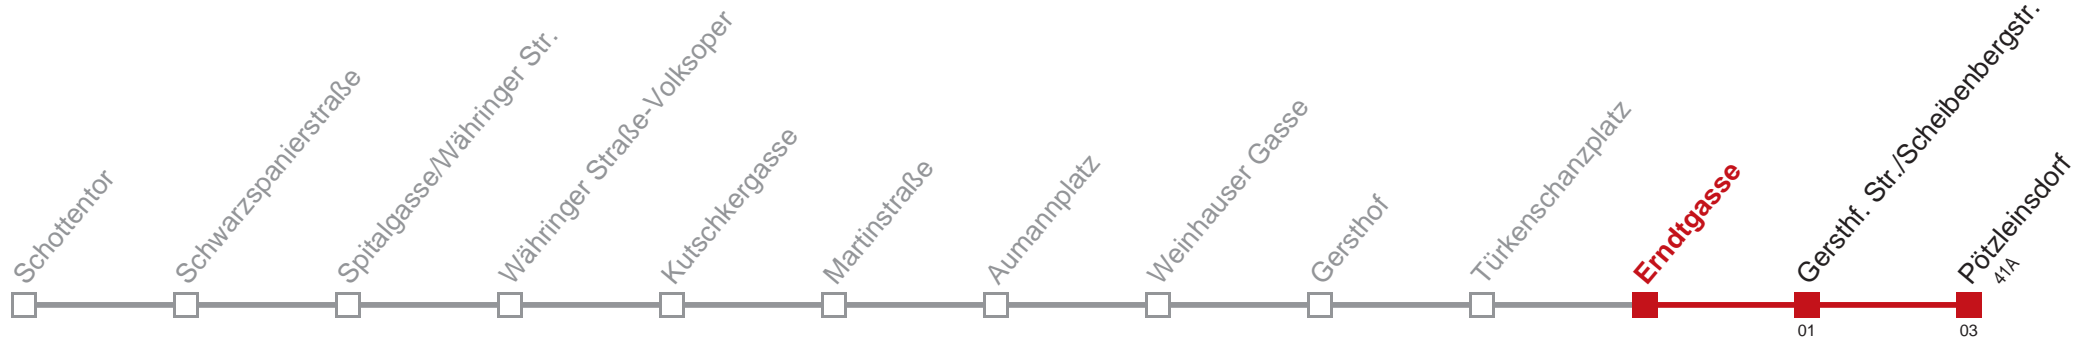 Schottentor
Schwarzspanierstraße
Spitalgasse/Währinger Str.
Währinger Straße-Volksoper
Kutschkergasse
Martinstraße
Aumannplatz
Weinhauser Gasse
Gersthof
Türkenschanzplatz
Erndtgasse
Gersthf. Str./Scheibenbergstr.
Pötzleinsdorf
41A
01
03